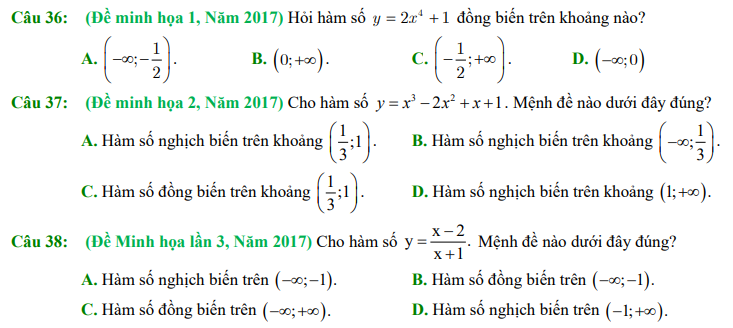 Câu 36: (Đề minh họa 1, Năm 2017) Hỏi hàm số y = 2x⁴ + 1 đồng biến trên khoảng nào?
A. (−∞; −1/2). B. (0; +∞). C. (−1/2; +∞). D. (−∞; 0)
Câu 37: (Đề minh họa 2, Năm 2017) Cho hàm số y = x³ − 2x² + x + 1. Mệnh đề nào dưới đây đúng?
A. Hàm số nghịch biến trên khoảng (1/3; 1). B. Hàm số nghịch biến trên khoảng (−∞; 1/3).
C. Hàm số đồng biến trên khoảng (1/3; 1). D. Hàm số nghịch biến trên khoảng (1; +∞).
Câu 38: (Đề Minh họa lần 3, Năm 2017) Cho hàm số y = (x − 2)/(x + 1). Mệnh đề nào dưới đây đúng?
A. Hàm số nghịch biến trên (−∞; −1). B. Hàm số đồng biến trên (−∞; −1).
C. Hàm số đồng biến trên (−∞; +∞). D. Hàm số nghịch biến trên (−1; +∞).